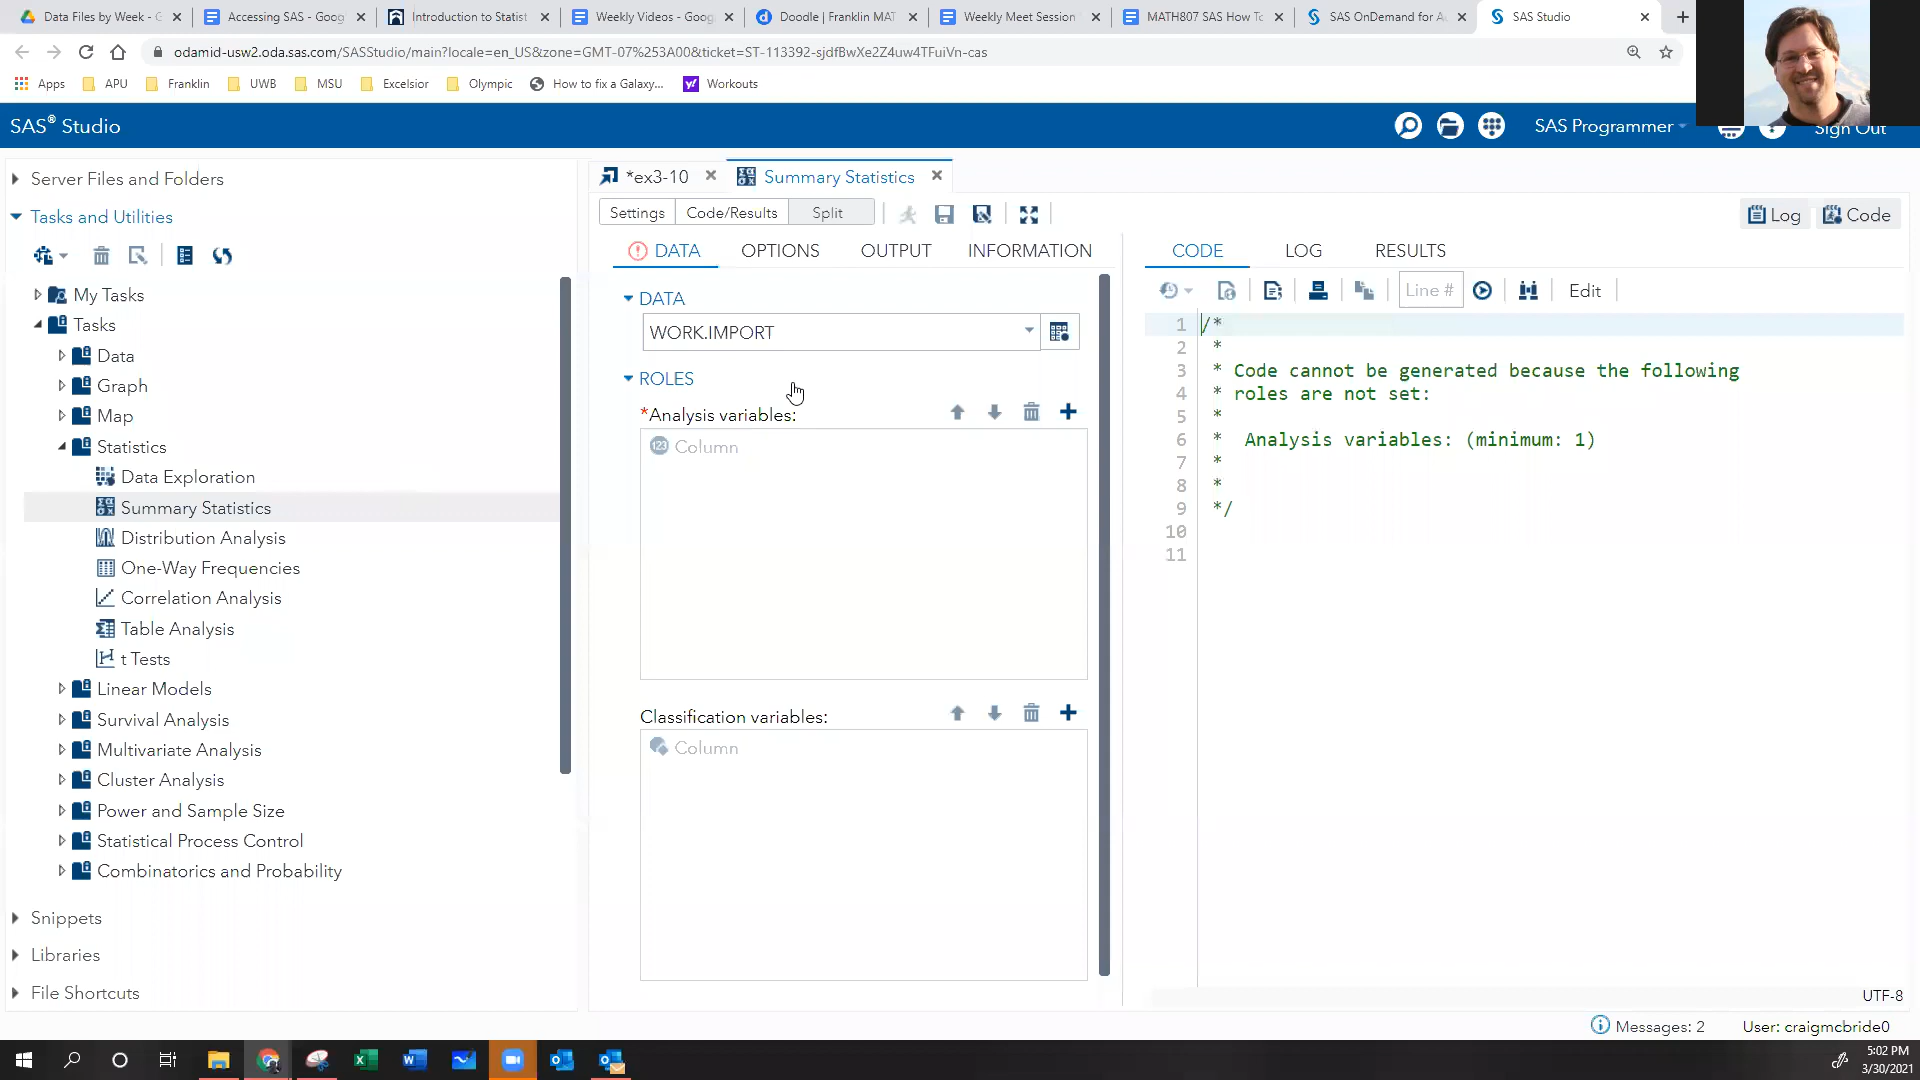 Data Files by Week - G
Accessing SAS - Goog
Introduction to Statist
Weekly Videos - Goog
Doodle | Franklin MAT
Weekly Meet Session
MATH807 SAS How To
SAS OnDemand for A
SAS Studio
odamid-usw2.oda.sas.com/SASStudio/main?locale=en_US&zone=GMT-07%253A00&ticket=ST-113392-sjdfBwXe2Z4uw4TFuiVn-cas
Apps
APU
Franklin
UWB
MSU
Excelsior
Olympic
How to fix a Galaxy...
Workouts
SAS® Studio
SAS Programmer
Sign Out
Server Files and Folders
Tasks and Utilities
My Tasks
Tasks
Data
Graph
Map
Statistics
Data Exploration
Summary Statistics
Distribution Analysis
One-Way Frequencies
Correlation Analysis
Table Analysis
t Tests
Linear Models
Survival Analysis
Multivariate Analysis
Cluster Analysis
Power and Sample Size
Statistical Process Control
Combinatorics and Probability
Snippets
Libraries
File Shortcuts
*ex3-10
Summary Statistics
Settings
Code/Results
Split
Log
Code
DATA
OPTIONS
OUTPUT
INFORMATION
DATA
WORK.IMPORT
ROLES
*Analysis variables:
123 Column
Classification variables:
Column
CODE
LOG
RESULTS
Line #
Edit
1 /*
2 *
3 * Code cannot be generated because the following
4 * roles are not set:
5 *
6 * Analysis variables: (minimum: 1)
7 *
8 *
9 */
10
11
UTF-8
Messages: 2
User: craigmcbride0
5:02 PM
3/30/2021